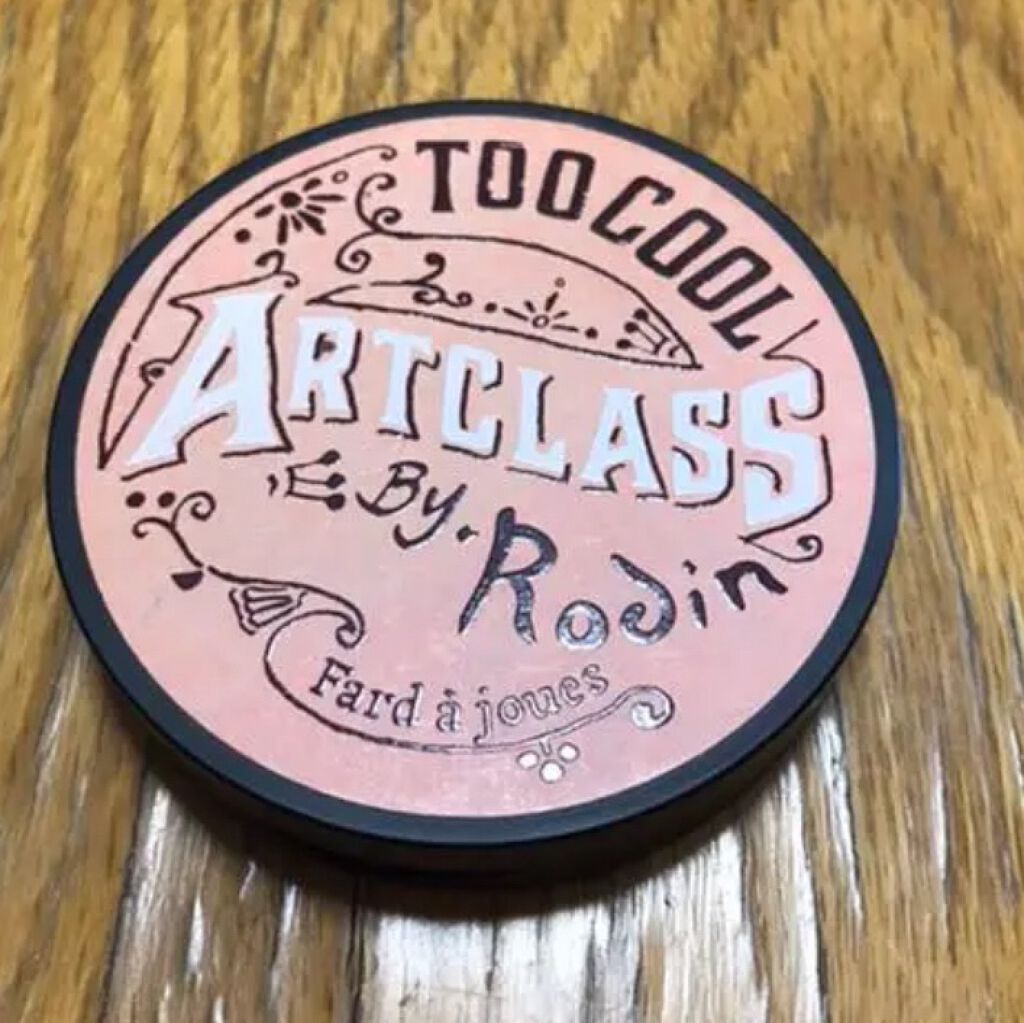 TOO COOL
ARTCLASS
By. Rodin
Fard à joues